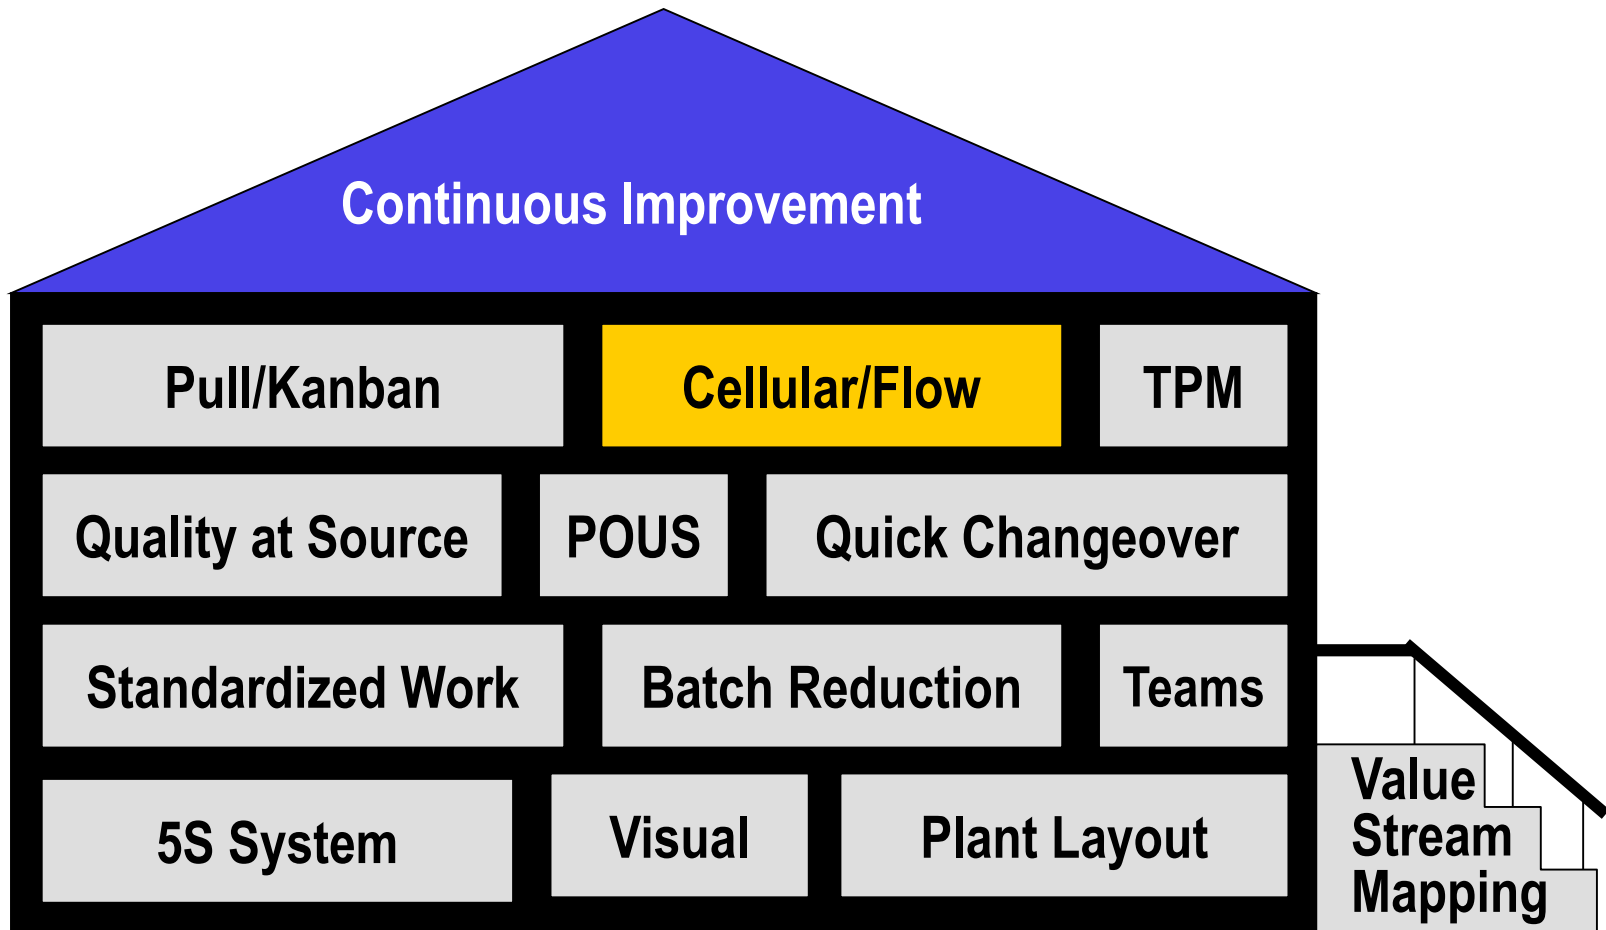 Continuous Improvement
Pull/Kanban
Cellular/Flow
TPM
Quality at Source
POUS
Quick Changeover
Standardized Work
Batch Reduction
Teams
5S System
Visual
Plant Layout
Value
Stream
Mapping